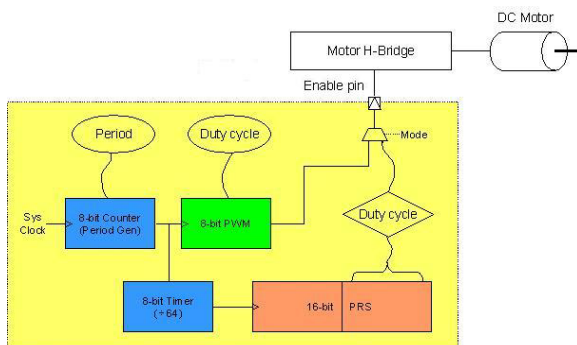 DC Motor
Motor H-Bridge
Enable pin
Mode
Period
Duty cycle
Sys
Clock
8-bit Counter
(Period Gen)
8-bit PWM
Duty cycle
8-bit Timer
(÷64)
16-bit
PRS